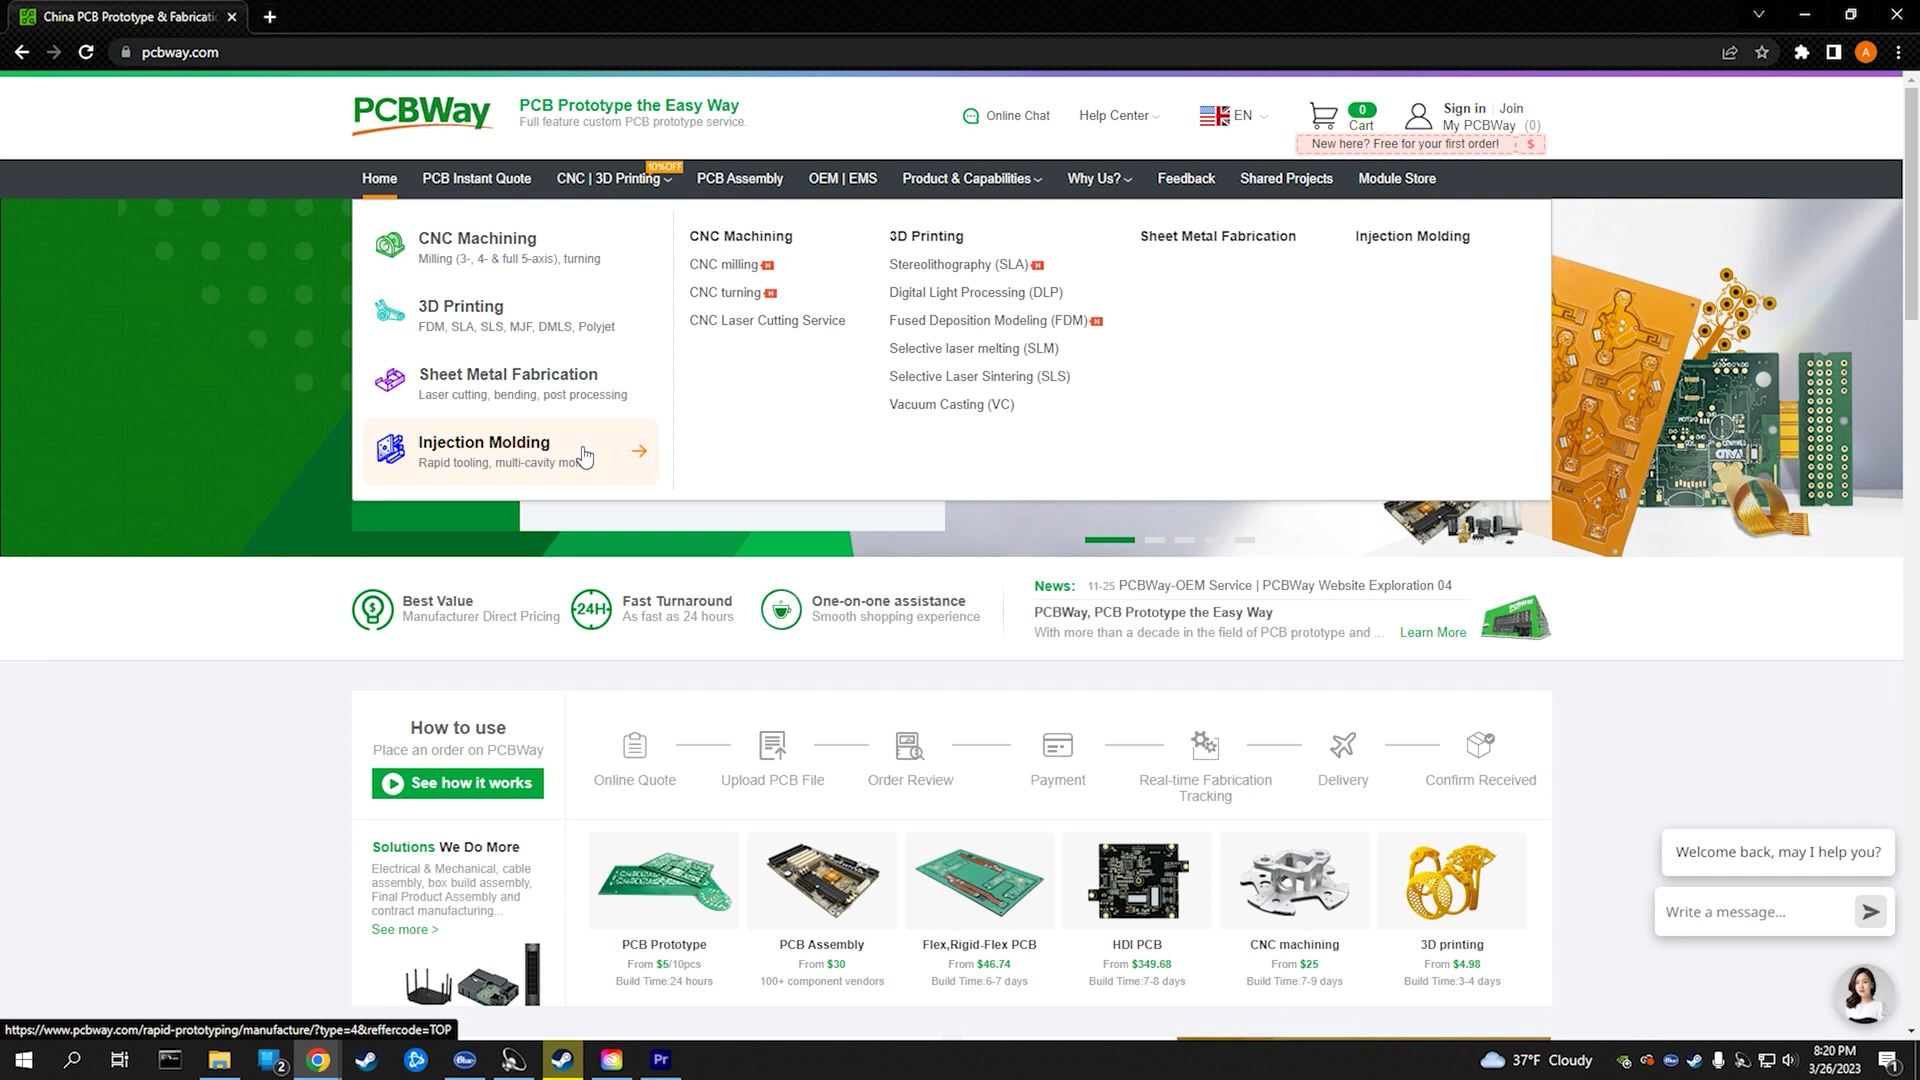 China PCB Prototype & Fabricatic
pcbway.com
A
PCBWay
PCB Prototype the Easy Way
Full feature custom PCB prototype service.
Online Chat
Help Center
EN
0
Cart
Sign in | Join
My PCBWay (0)
New here? Free for your first order! $
10%OFF
Home
PCB Instant Quote
CNC | 3D Printing
PCB Assembly
OEM | EMS
Product & Capabilities
Why Us?
Feedback
Shared Projects
Module Store
CNC Machining
Milling (3-, 4- & full 5-axis), turning
3D Printing
FDM, SLA, SLS, MJF, DMLS, Polyjet
Sheet Metal Fabrication
Laser cutting, bending, post processing
Injection Molding
Rapid tooling, multi-cavity mo
CNC Machining
CNC milling H
CNC turning H
CNC Laser Cutting Service
3D Printing
Stereolithography (SLA) H
Digital Light Processing (DLP)
Fused Deposition Modeling (FDM) H
Selective laser melting (SLM)
Selective Laser Sintering (SLS)
Vacuum Casting (VC)
Sheet Metal Fabrication
Injection Molding
Best Value
Manufacturer Direct Pricing
24H
Fast Turnaround
As fast as 24 hours
One-on-one assistance
Smooth shopping experience
News: 11-25 PCBWay-OEM Service | PCBWay Website Exploration 04
PCBWay, PCB Prototype the Easy Way
With more than a decade in the field of PCB prototype and ... Learn More
How to use
Place an order on PCBWay
See how it works
Online Quote
Upload PCB File
Order Review
Payment
Real-time Fabrication
Tracking
Delivery
Confirm Received
Solutions We Do More
Electrical & Mechanical, cable
assembly, box build assembly,
Final Product Assembly and
contract manufacturing...
See more >
PCB Prototype
From $5/10pcs
Build Time:24 hours
PCB Assembly
From $30
100+ component vendors
Flex,Rigid-Flex PCB
From $46.74
Build Time:6-7 days
HDI PCB
From $349.68
Build Time:7-8 days
CNC machining
From $25
Build Time:7-9 days
3D printing
From $4.98
Build Time:3-4 days
Welcome back, may I help you?
Write a message...
https://www.pcbway.com/rapid-prototyping/manufacture/?type=4&reffercode=TOP
2
Blue
Pr
37°F Cloudy
8:20 PM
3/26/2023
1